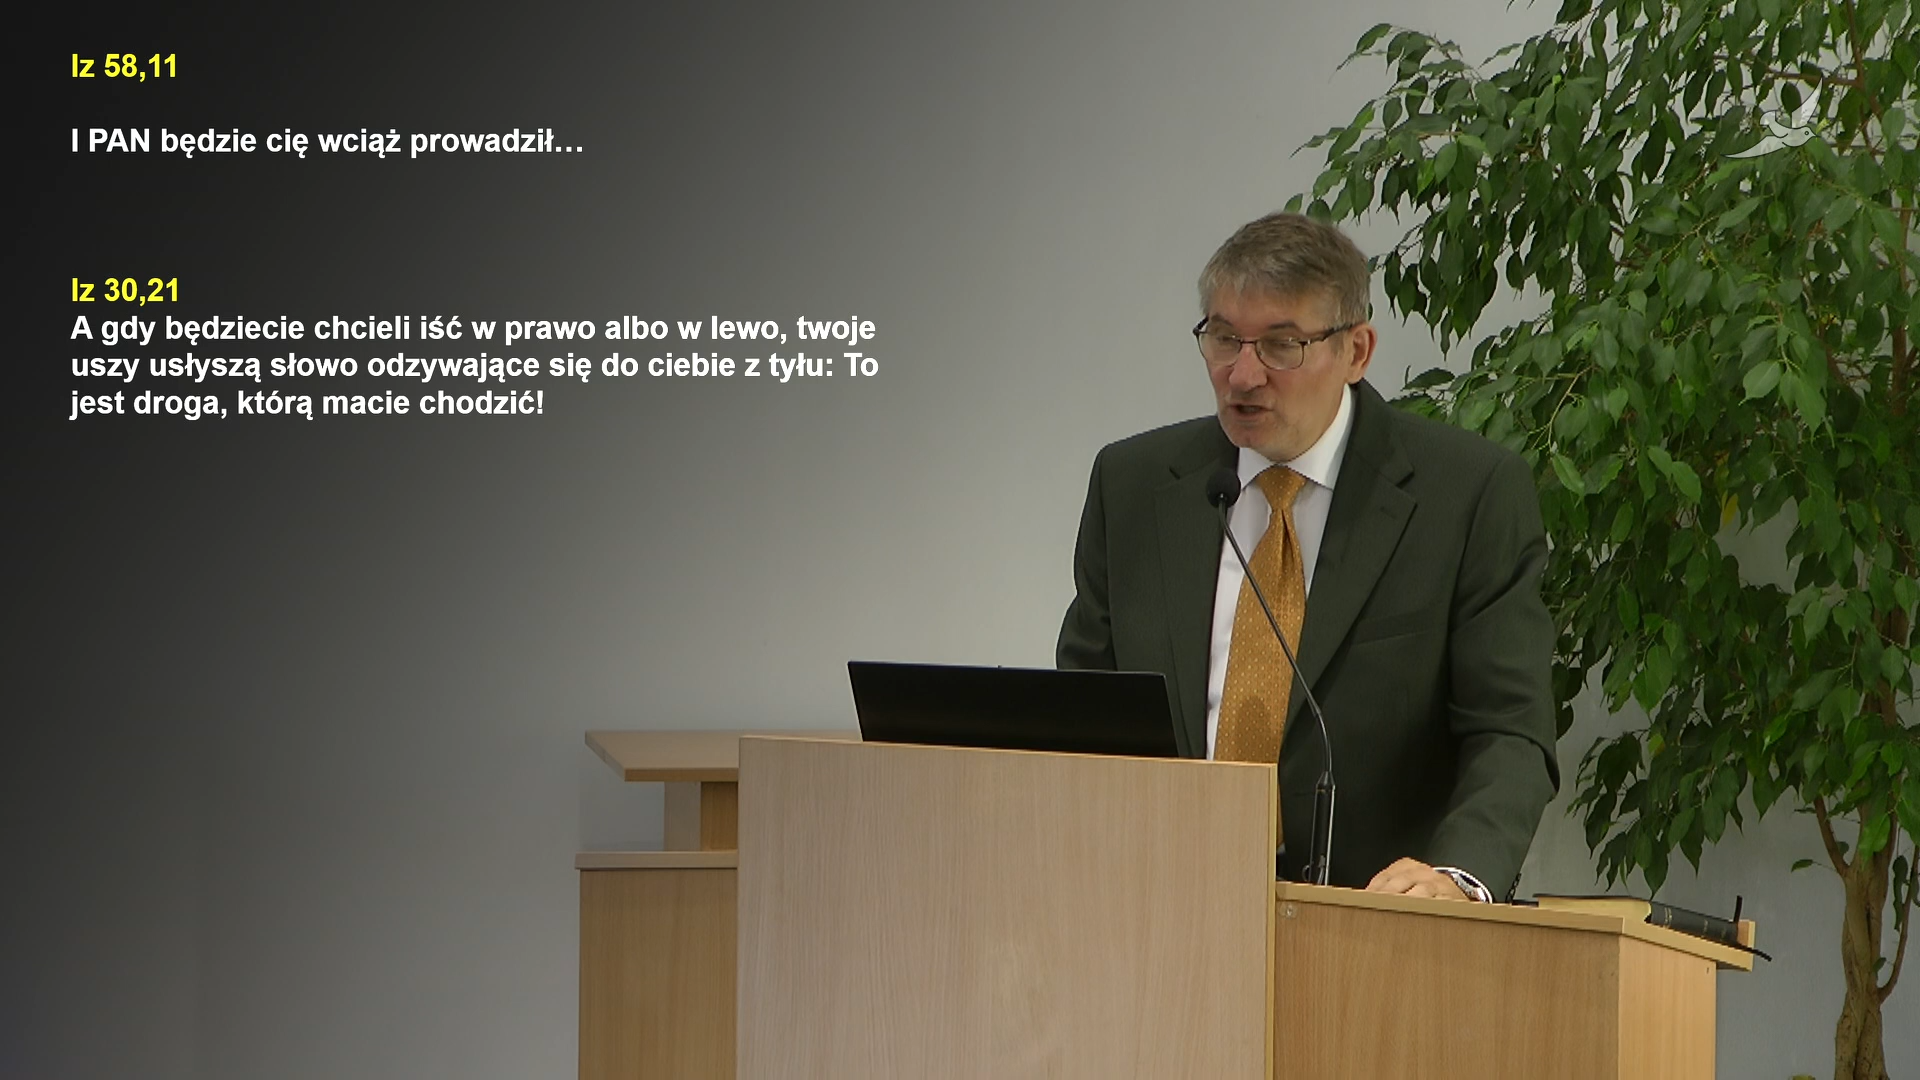 Iz 58,11
I PAN będzie cię wciąż prowadził…
Iz 30,21
A gdy będziecie chcieli iść w prawo albo w lewo, twoje
uszy usłyszą słowo odzywające się do ciebie z tyłu: To
jest droga, którą macie chodzić!